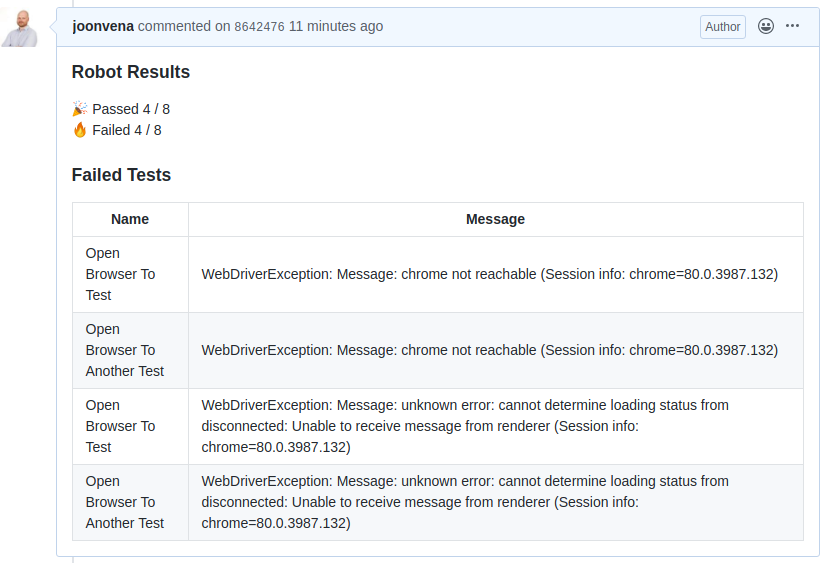 joonvena commented on 8642476 11 minutes ago
Author
Robot Results
🎉 Passed 4 / 8
🔥 Failed 4 / 8
Failed Tests
Name
Message
Open
Browser To
Test
WebDriverException: Message: chrome not reachable (Session info: chrome=80.0.3987.132)
Open
Browser To
Another Test
WebDriverException: Message: chrome not reachable (Session info: chrome=80.0.3987.132)
Open
Browser To
Test
WebDriverException: Message: unknown error: cannot determine loading status from
disconnected: Unable to receive message from renderer (Session info:
chrome=80.0.3987.132)
Open
Browser To
Another Test
WebDriverException: Message: unknown error: cannot determine loading status from
disconnected: Unable to receive message from renderer (Session info:
chrome=80.0.3987.132)